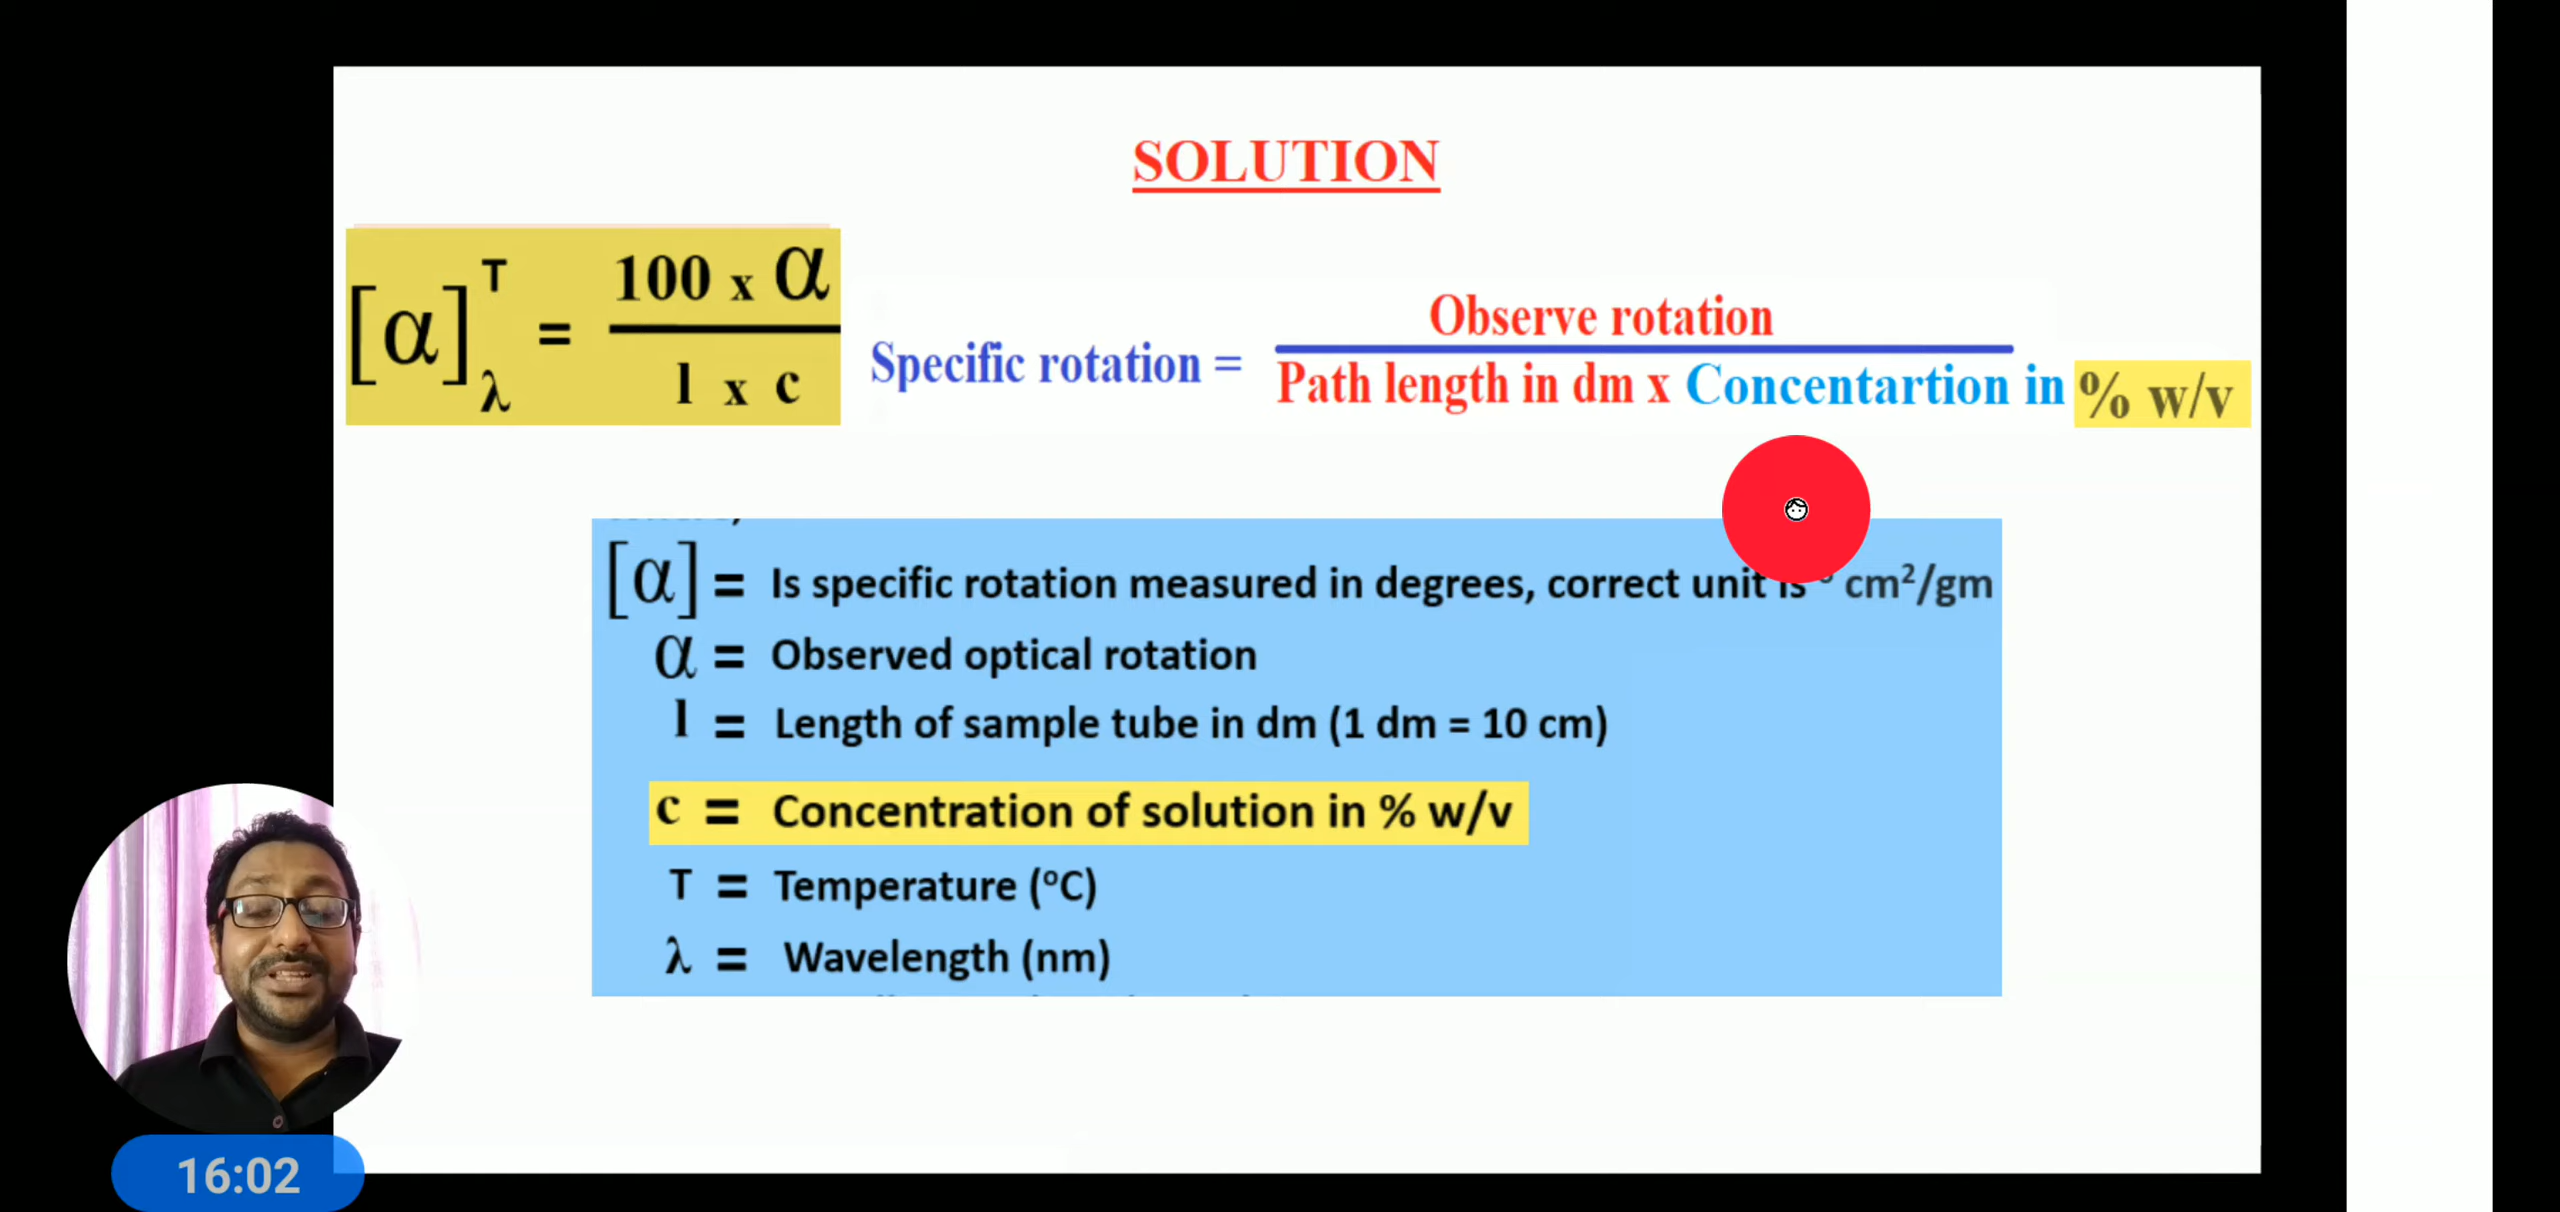 SOLUTION
[α]ᵀλ = 100 x α / l x c
Specific rotation = Observe rotation / Path length in dm x Concentartion in % w/v
[α] = Is specific rotation measured in degrees, correct unit is ° cm²/gm
α = Observed optical rotation
l = Length of sample tube in dm (1 dm = 10 cm)
c = Concentration of solution in % w/v
T = Temperature (°C)
λ = Wavelength (nm)
16:02